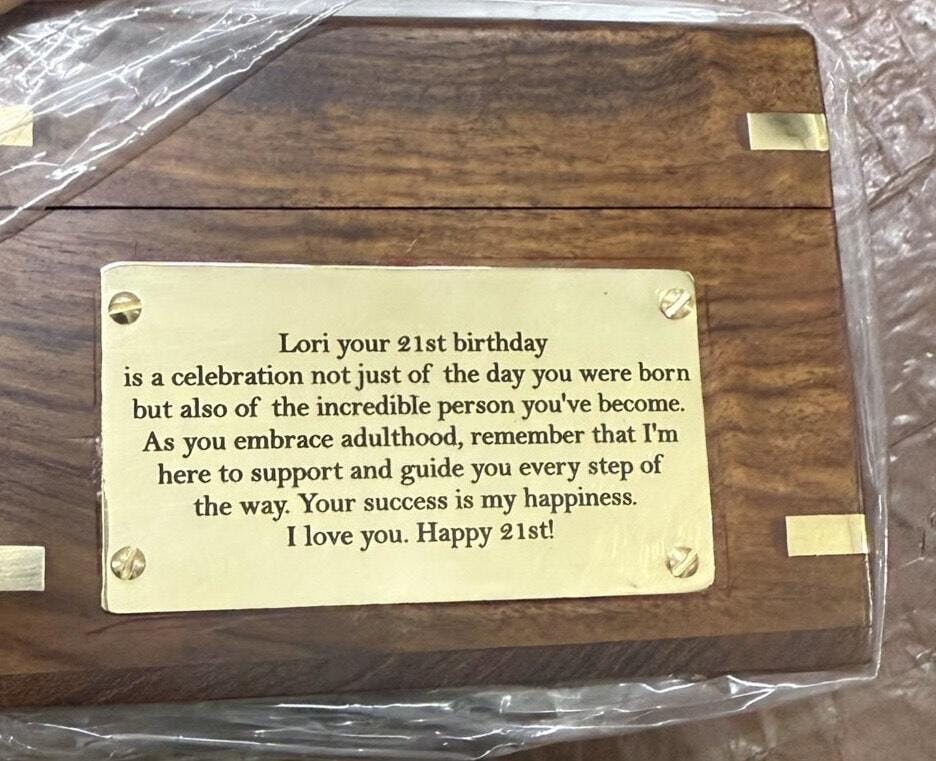 Lori your 21st birthday
is a celebration not just of the day you were born
but also of the incredible person you've become.
As you embrace adulthood, remember that I'm
here to support and guide you every step of
the way. Your success is my happiness.
I love you. Happy 21st!